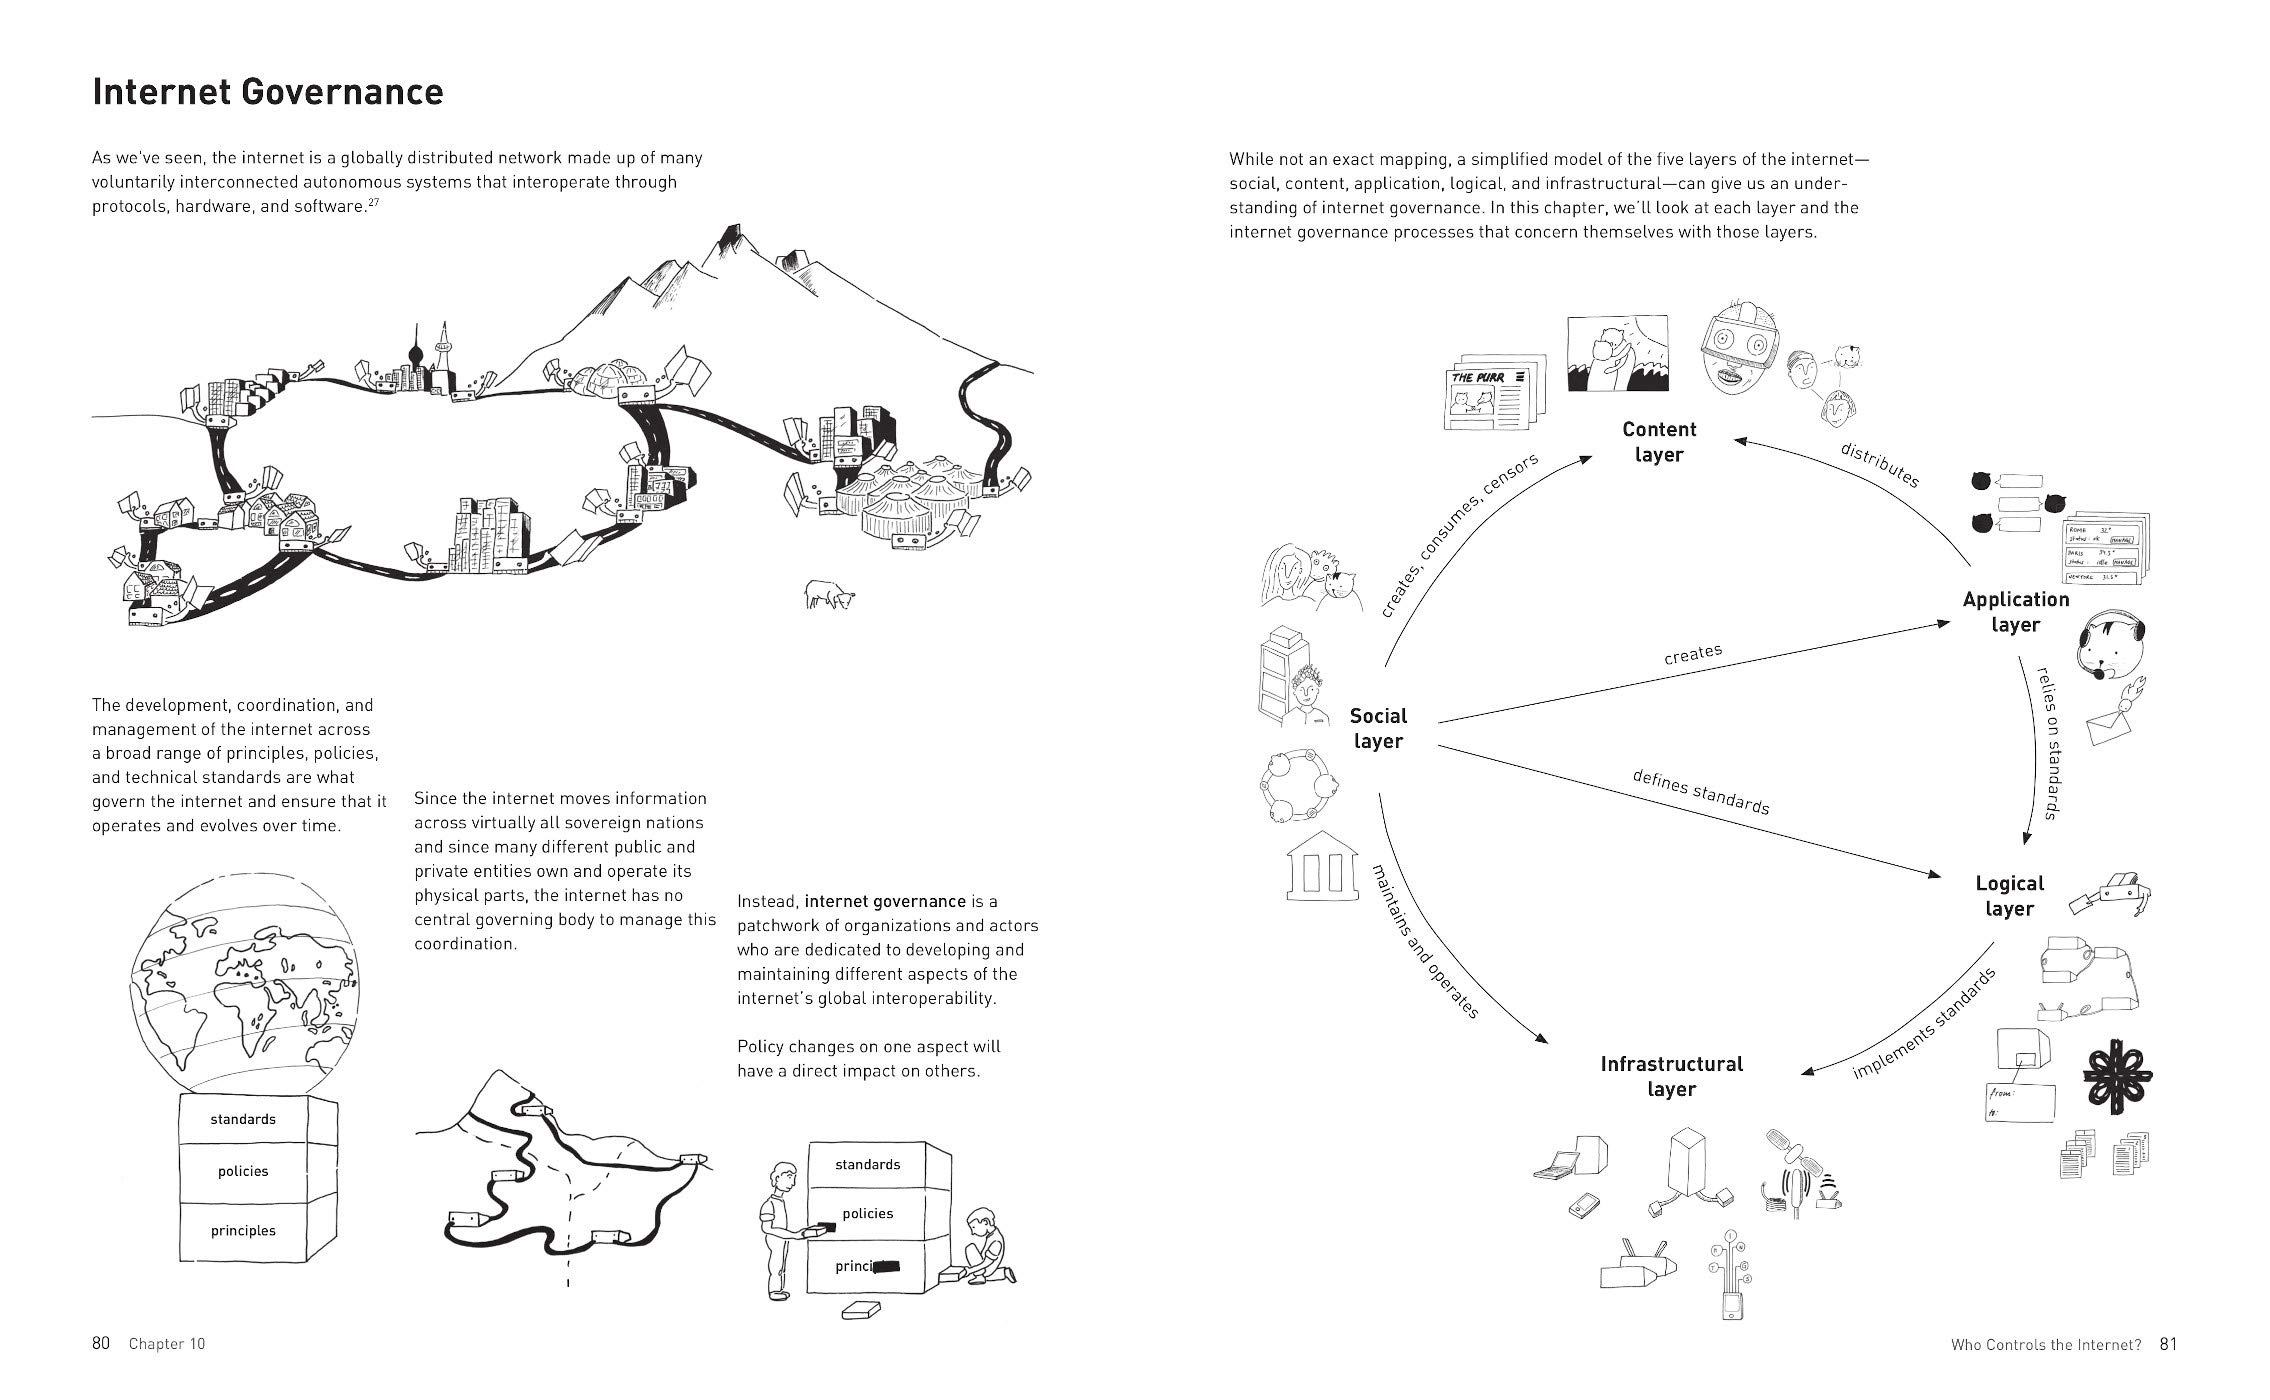 Internet Governance
As we've seen, the internet is a globally distributed network made up of many
voluntarily interconnected autonomous systems that interoperate through
protocols, hardware, and software.27
The development, coordination, and
management of the internet across
a broad range of principles, policies,
and technical standards are what
govern the internet and ensure that it
operates and evolves over time.
Since the internet moves information
across virtually all sovereign nations
and since many different public and
private entities own and operate its
physical parts, the internet has no
central governing body to manage this
coordination.
Instead, internet governance is a
patchwork of organizations and actors
who are dedicated to developing and
maintaining different aspects of the
internet's global interoperability.
Policy changes on one aspect will
have a direct impact on others.
standards
policies
principles
standards
policies
princi
80 Chapter 10
While not an exact mapping, a simplified model of the five layers of the internet—
social, content, application, logical, and infrastructural—can give us an under-
standing of internet governance. In this chapter, we'll look at each layer and the
internet governance processes that concern themselves with those layers.
THE PURR
Content
layer
distributes
creates, consumes, censors
ROME 32°
status: ok MANAGE
PARIS 34.5°
status: idle MANAGE
NEW YORK 31.5°
Application
layer
creates
relies on standards
Social
layer
defines standards
maintains and operates
Logical
layer
implements standards
from:
to:
Infrastructural
layer
Who Controls the Internet? 81